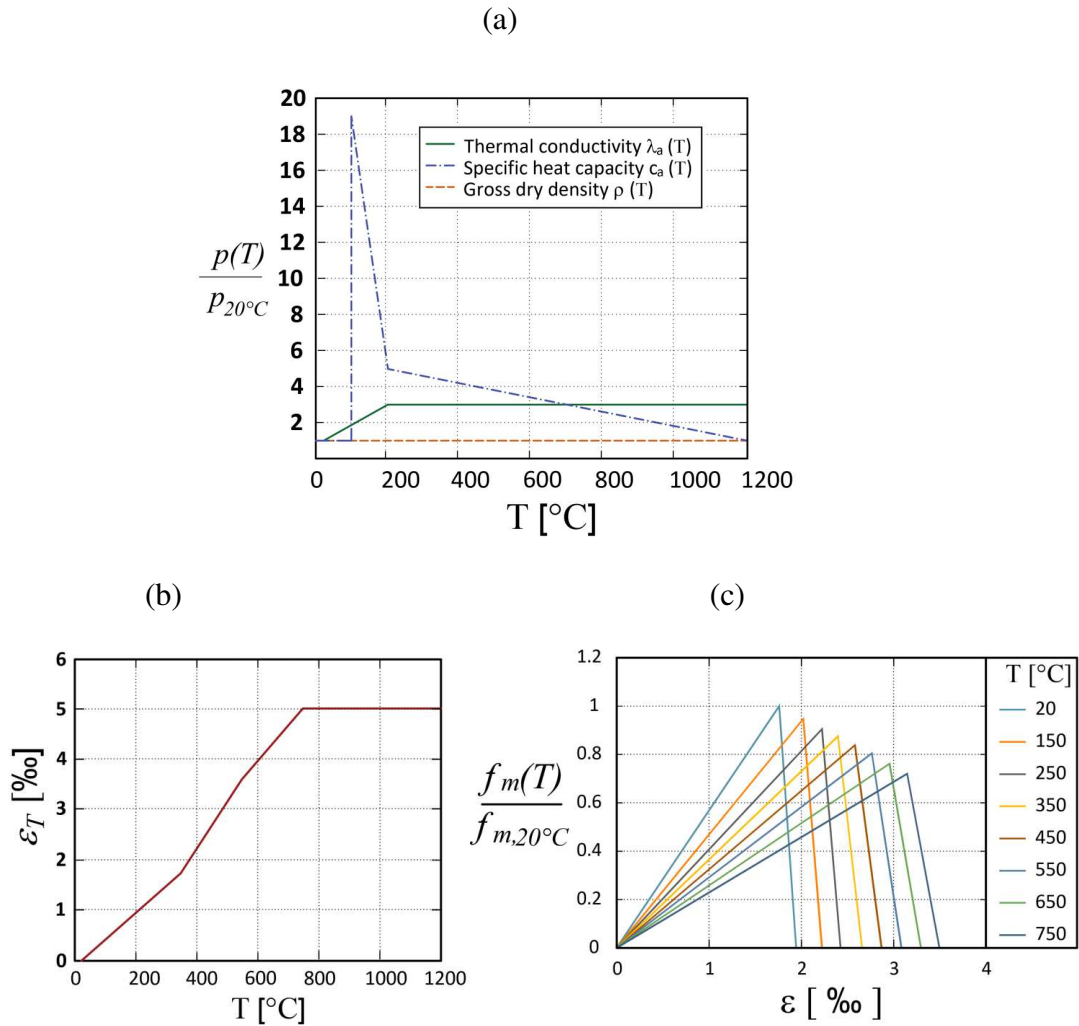 (a)
20
18
16
14
12
10
8
6
4
2
p(T)
p20°C
Thermal conductivity λa (T)
Specific heat capacity ca (T)
Gross dry density ρ (T)
0 200 400 600 800 1000 1200
T [°C]
(b)
6
5
4
3
2
1
0
εT [‰]
0 200 400 600 800 1000 1200
T [°C]
(c)
1.2
1
0.8
0.6
0.4
0.2
0
fm(T)
fm,20°C
0 1 2 3 4
ε [ ‰ ]
T [°C]
20
150
250
350
450
550
650
750